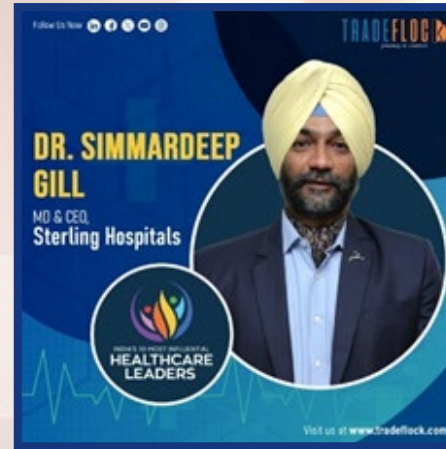 Follow Us Now
TRADEFLOCK
DR. SIMMARDEEP
GILL
MD & CEO,
Sterling Hospitals
INDIA'S 10 MOST INFLUENTIAL
HEALTHCARE
LEADERS
Visit us at www.tradeflock.com